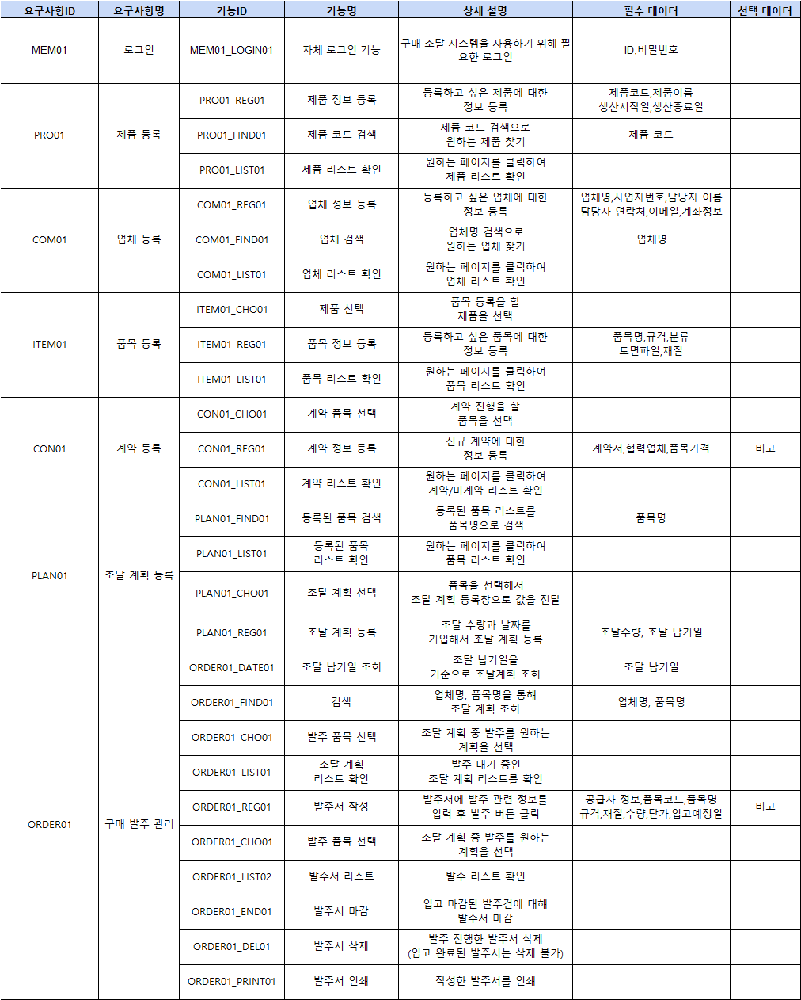 요구사항ID 요구사항명 기능ID 기능명 상세 설명 필수 데이터 선택 데이터
MEM01 로그인 MEM01_LOGIN01 자체 로그인 기능 구매 조달 시스템을 사용하기 위해 필
요한 로그인 ID,비밀번호
PRO01 제품 등록 PRO01_REG01 제품 정보 등록 등록하고 싶은 제품에 대한
정보 등록 제품코드,제품이름
생산시작일,생산종료일
PRO01_FIND01 제품 코드 검색 제품 코드 검색으로
원하는 제품 찾기 제품 코드
PRO01_LIST01 제품 리스트 확인 원하는 페이지를 클릭하여
제품 리스트 확인
COM01 업체 등록 COM01_REG01 업체 정보 등록 등록하고 싶은 업체에 대한
정보 등록 업체명,사업자번호,담당자 이름
담당자 연락처,이메일,계좌정보
COM01_FIND01 업체 검색 업체명 검색으로
원하는 업체 찾기 업체명
COM01_LIST01 업체 리스트 확인 원하는 페이지를 클릭하여
업체 리스트 확인
ITEM01 품목 등록 ITEM01_CHO01 제품 선택 품목 등록을 할
제품을 선택
ITEM01_REG01 품목 정보 등록 등록하고 싶은 품목에 대한
정보 등록 품목명,규격,분류
도면파일,재질
ITEM01_LIST01 품목 리스트 확인 원하는 페이지를 클릭하여
품목 리스트 확인
CON01 계약 등록 CON01_CHO01 계약 품목 선택 계약 진행을 할
품목을 선택
CON01_REG01 계약 정보 등록 신규 계약에 대한
정보 등록 계약서,협력업체,품목가격 비고
CON01_LIST01 계약 리스트 확인 원하는 페이지를 클릭하여
계약/미계약 리스트 확인
PLAN01 조달 계획 등록 PLAN01_FIND01 등록된 품목 검색 등록된 품목 리스트를
품목명으로 검색 품목명
PLAN01_LIST01 등록된 품목
리스트 확인 원하는 페이지를 클릭하여
품목 리스트 확인
PLAN01_CHO01 조달 계획 선택 품목을 선택해서
조달 계획 등록창으로 값을 전달
PLAN01_REG01 조달 계획 등록 조달 수량과 날짜를
기입해서 조달 계획 등록 조달수량, 조달 납기일
ORDER01 구매 발주 관리 ORDER01_DATE01 조달 납기일 조회 조달 납기일을
기준으로 조달계획 조회 조달 납기일
ORDER01_FIND01 검색 업체명, 품목명을 통해
조달 계획 조회 업체명, 품목명
ORDER01_CHO01 발주 품목 선택 조달 계획 중 발주를 원하는
계획을 선택
ORDER01_LIST01 조달 계획
리스트 확인 발주 대기 중인
조달 계획 리스트를 확인
ORDER01_REG01 발주서 작성 발주서에 발주 관련 정보를
입력 후 발주 버튼 클릭 공급자 정보,품목코드,품목명
규격,재질,수량,단가,입고예정일 비고
ORDER01_CHO01 발주 품목 선택 조달 계획 중 발주를 원하는
계획을 선택
ORDER01_LIST02 발주서 리스트 발주 리스트 확인
ORDER01_END01 발주서 마감 입고 마감된 발주건에 대해
발주서 마감
ORDER01_DEL01 발주서 삭제 발주 진행한 발주서 삭제
(입고 완료된 발주서는 삭제 불가)
ORDER01_PRINT01 발주서 인쇄 작성한 발주서를 인쇄